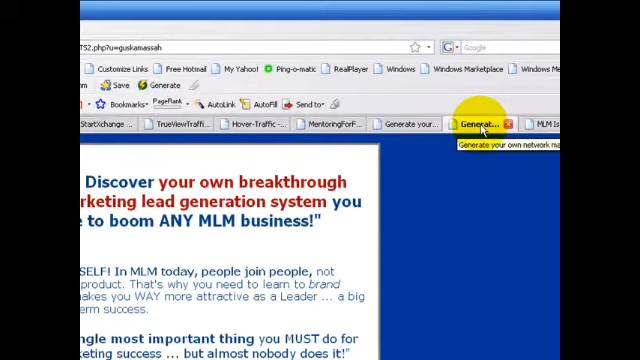 TS2.php?u=guskamassah
Google
Customize Links Free Hotmail My Yahoo! Ping-o-matic RealPlayer Windows Windows Marketplace Windows Me
m Save Generate
Bookmarks PageRank AutoLink AutoFill Send to
StartXchange ... TrueViewTraffi... Hover-Traffic -... MentoringForF... Generate your... Generat... MLM Is
Generate your own network ma
Discover your own breakthrough
rketing lead generation system you
e to boom ANY MLM business!"
SELF! In MLM today, people join people, not
product. That's why you need to learn to brand
akes you WAY more attractive as a Leader ... a big
erm success.
ngle most important thing you MUST do for
keting success ... but almost nobody does it!"